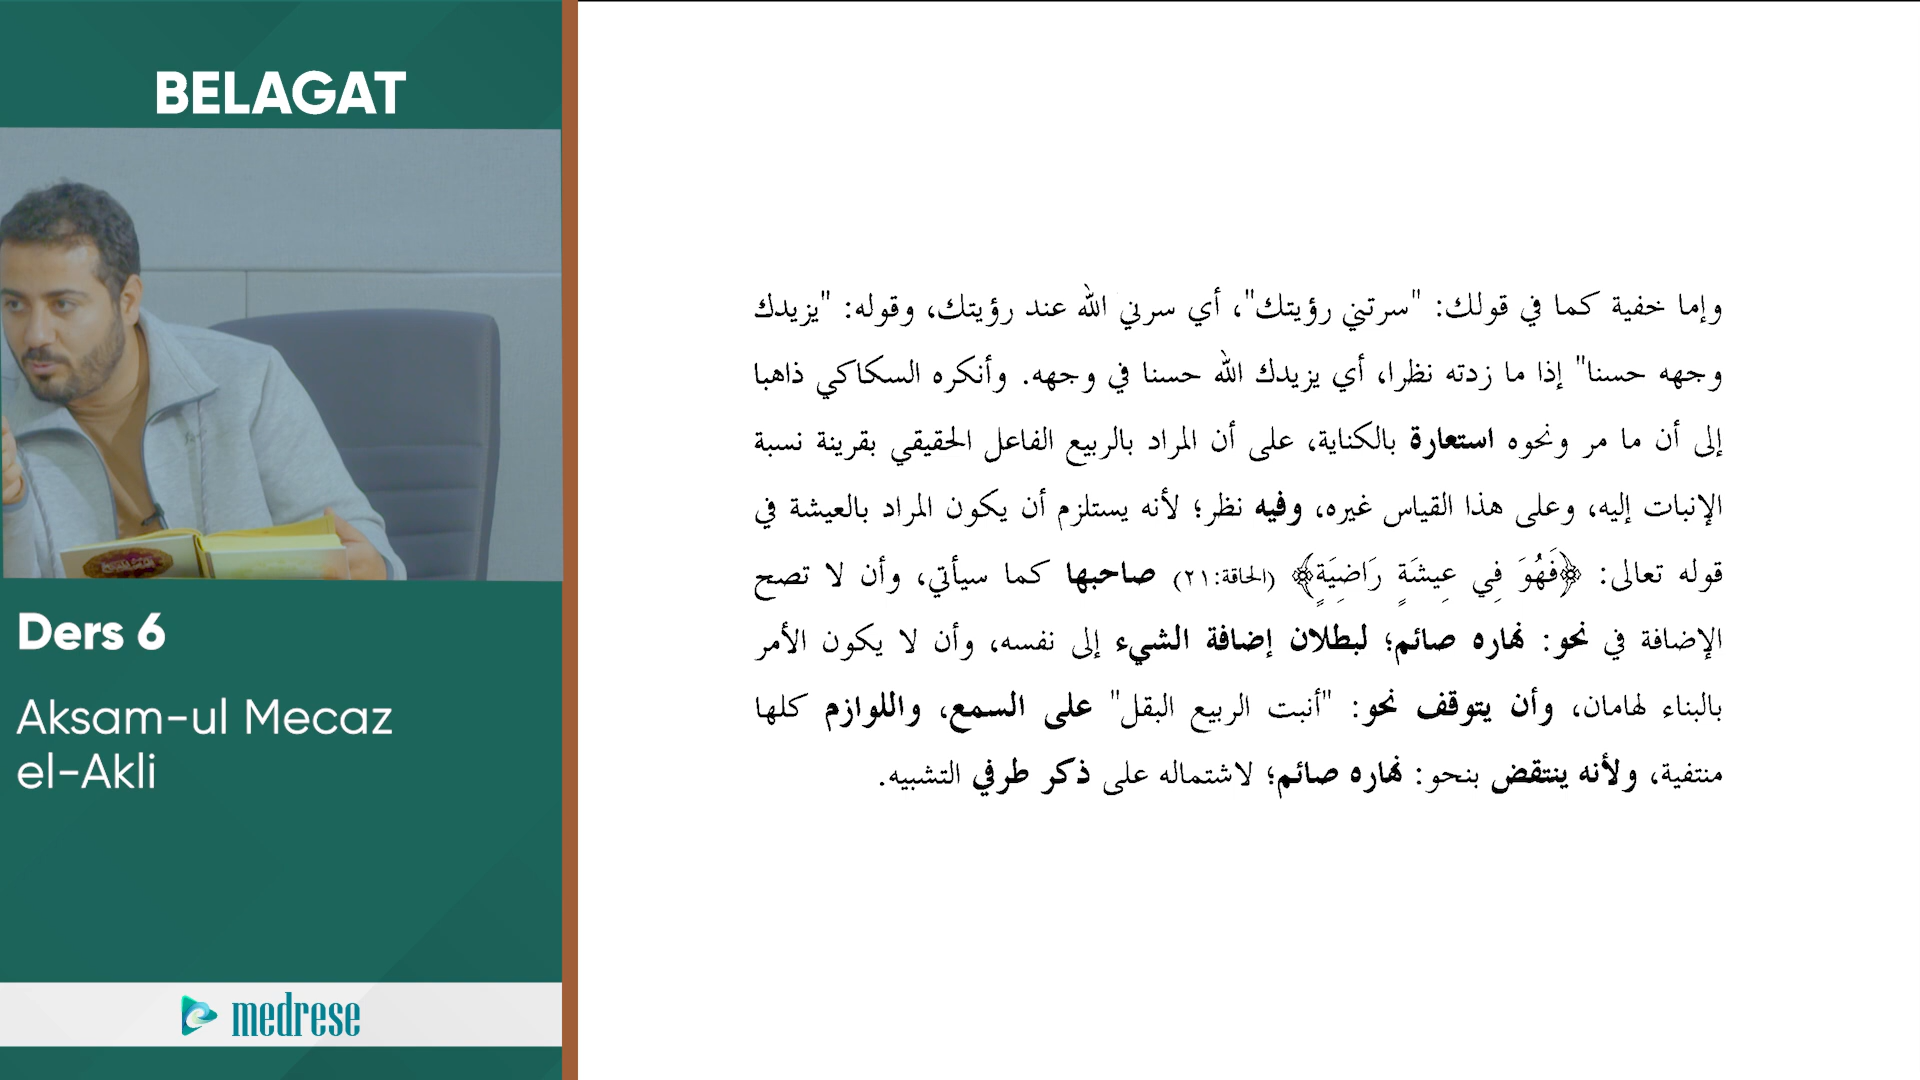 BELAGAT
Ders 6
Aksam-ul Mecaz
el-Akli
medrese
وإما خفية كما في قولك: "سرتني رؤيتك"، أي سرني الله عند رؤيتك، وقوله: "يزيدك
وجهه حسنا" إذا ما زدته نظرا، أي يزيدك الله حسنا في وجهه. وأنكره السكاكي ذاهبا
إلى أن ما مر ونحوه استعارة بالكناية، على أن المراد بالربيع الفاعل الحقيقي بقرينة نسبة
الإنبات إليه، وعلى هذا القياس غيره، وفيه نظر؛ لأنه يستلزم أن يكون المراد بالعيشة في
قوله تعالى: ﴿فَهُوَ فِي عِيشَةٍ رَاضِيَةٍ﴾ (الحاقة:٢١) صاحبها كما سيأتي، وأن لا تصح
الإضافة في نحو: نهاره صائم؛ لبطلان إضافة الشيء إلى نفسه، وأن لا يكون الأمر
بالبناء لهامان، وأن يتوقف نحو: "أنبت الربيع البقل" على السمع، واللوازم كلها
منتفية، ولأنه ينتقض بنحو: نهاره صائم؛ لاشتماله على ذكر طرفي التشبيه.